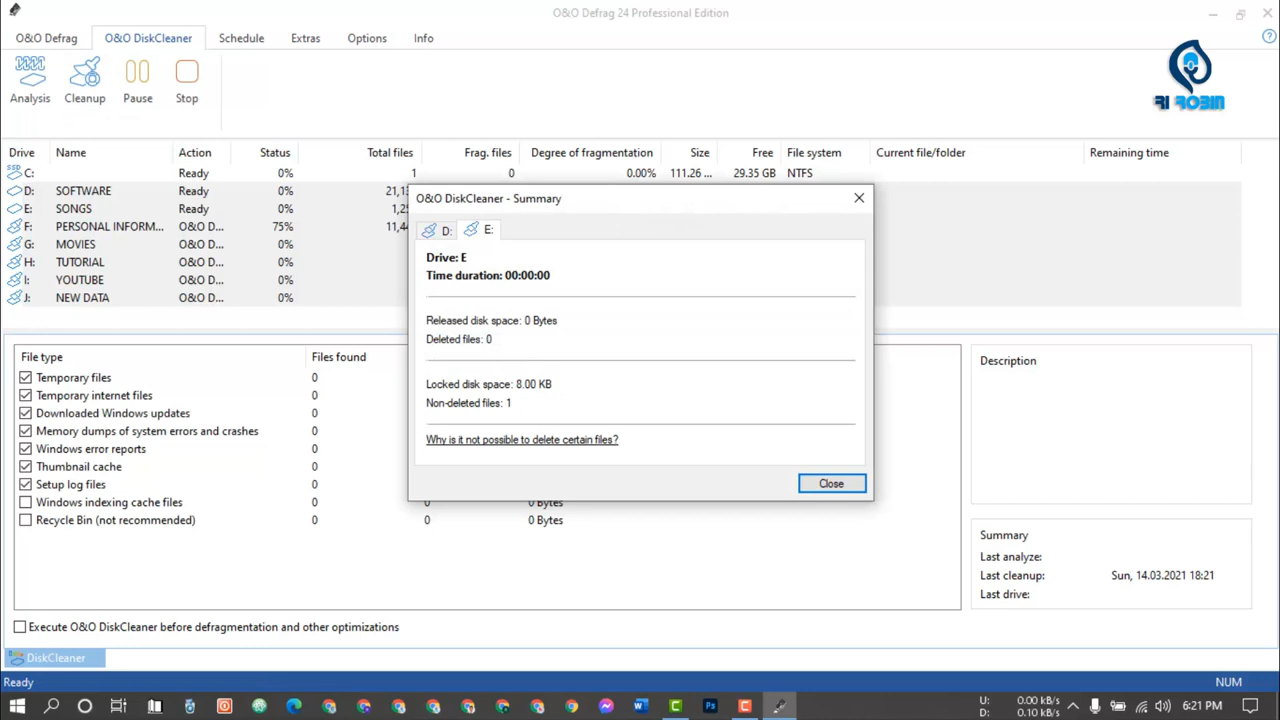 O&O Defrag 24 Professional Edition
O&O Defrag O&O DiskCleaner Schedule Extras Options Info
RI ROBIN
Analysis Cleanup Pause Stop
Drive Name Action Status Total files Frag. files Degree of fragmentation Size Free File system Current file/folder Remaining time
SSD C: Ready 0% 1 0 0.00% 111.26 ... 29.35 GB NTFS
D: SOFTWARE Ready 0%
E: SONGS Ready 0%
F: PERSONAL INFORM... O&O D... 75%
G: MOVIES O&O D... 0%
H: TUTORIAL O&O D... 0%
I: YOUTUBE O&O D... 0%
J: NEW DATA O&O D... 0%
O&O DiskCleaner - Summary
D: E:
Drive: E
Time duration: 00:00:00
Released disk space: 0 Bytes
Deleted files: 0
Locked disk space: 8.00 KB
Non-deleted files: 1
Why is it not possible to delete certain files?
Close
File type Files found
Temporary files 0
Temporary internet files 0
Downloaded Windows updates 0
Memory dumps of system errors and crashes 0
Windows error reports 0
Thumbnail cache 0
Setup log files 0
Windows indexing cache files 0 0 0 Bytes
Recycle Bin (not recommended) 0 0 0 Bytes
Description
Summary
Last analyze:
Last cleanup: Sun, 14.03.2021 18:21
Last drive:
Execute O&O DiskCleaner before defragmentation and other optimizations
DiskCleaner
Ready NUM
U: 0.00 kB/s
D: 0.10 kB/s
6:21 PM